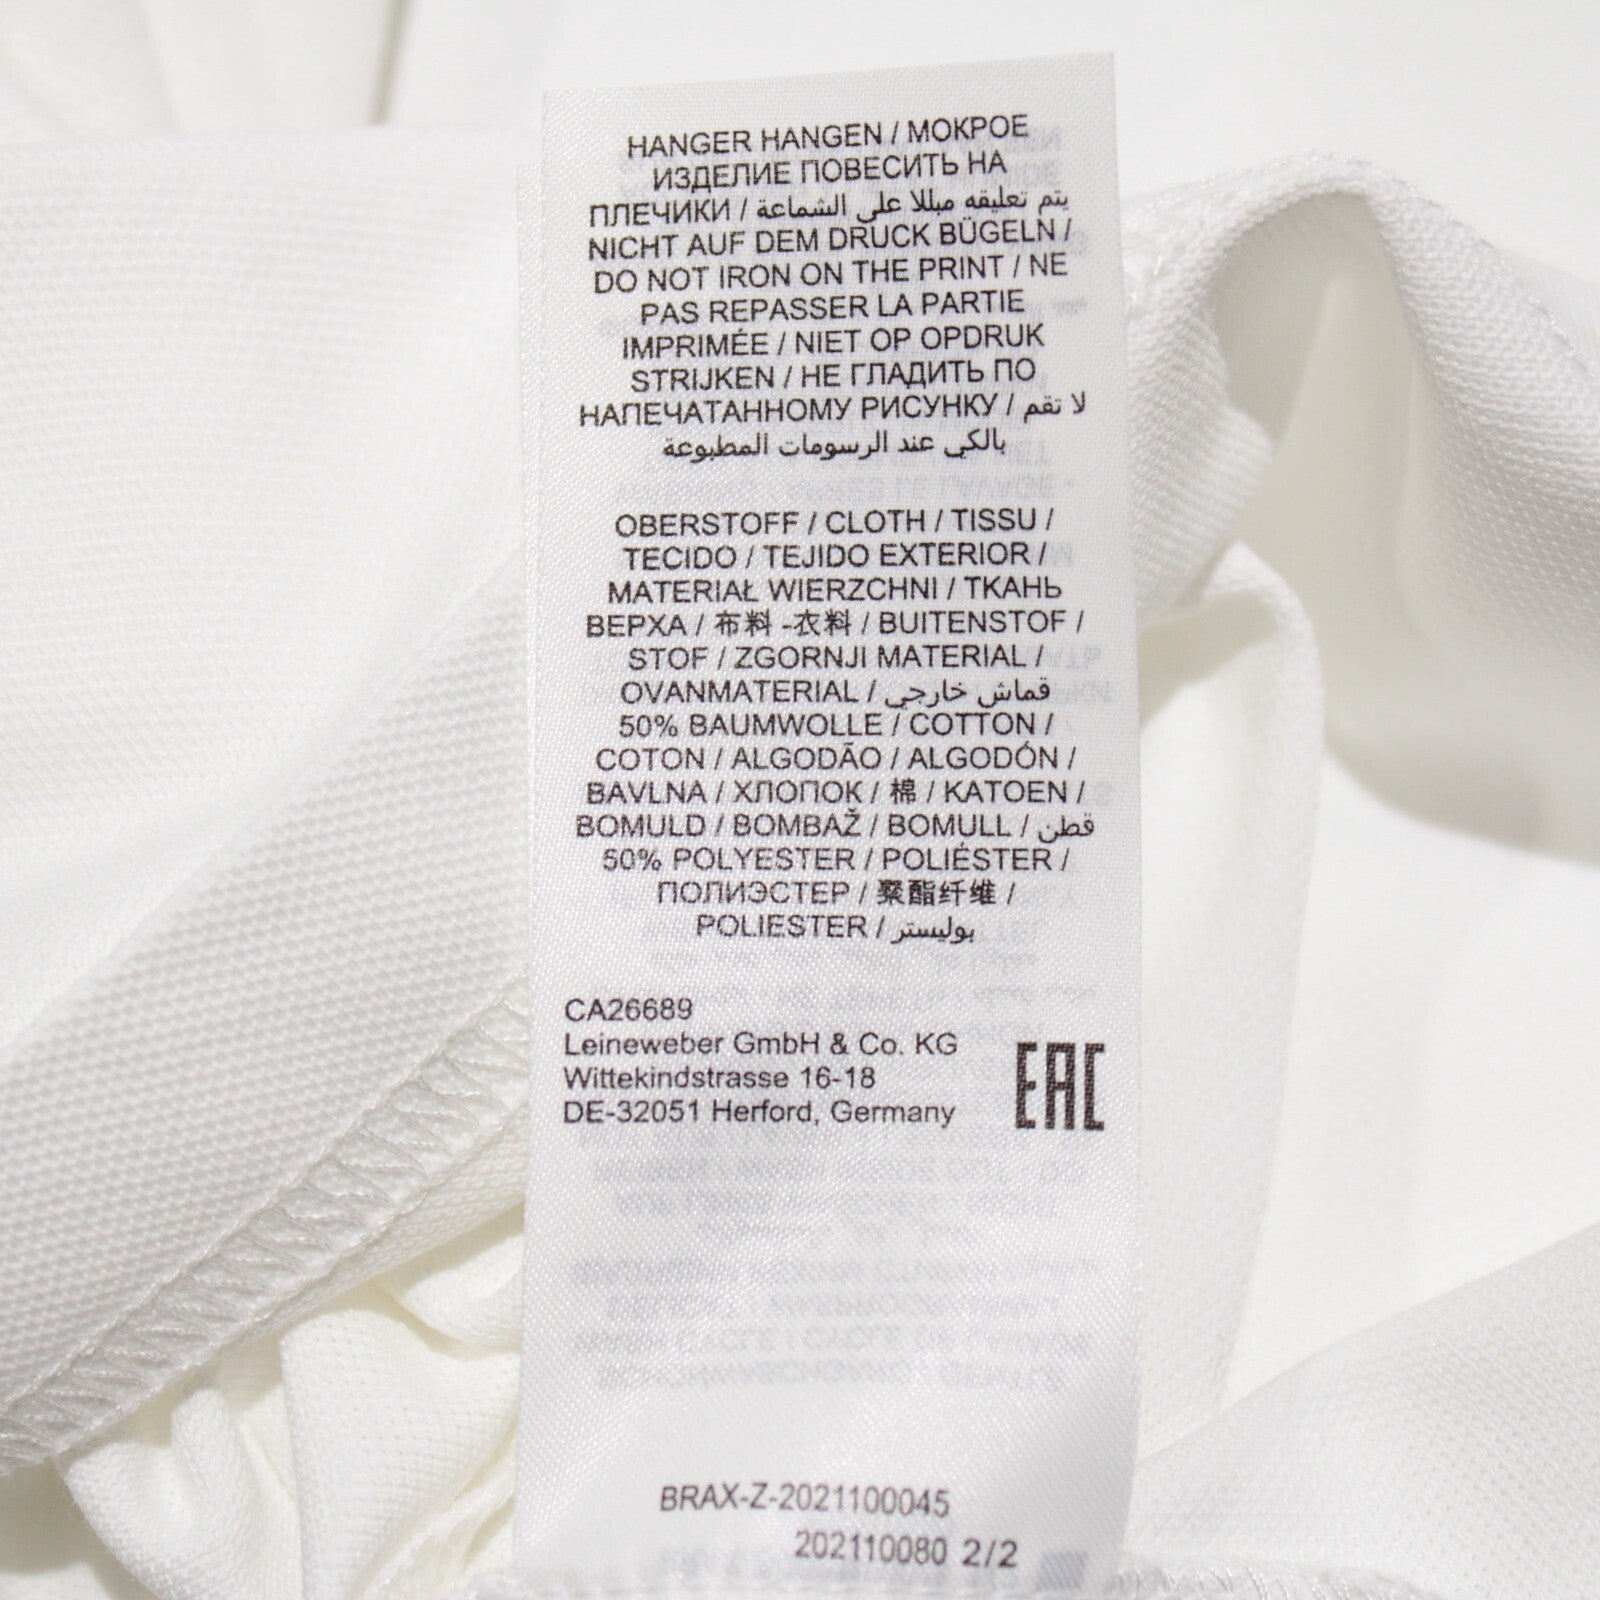 HANGER HANGEN / МОКРОЕ
ИЗДЕЛИЕ ПОВЕСИТЬ НА
ПЛЕЧИКИ / يتم تعليقه مبللا على الشماعة
NICHT AUF DEM DRUCK BÜGELN /
DO NOT IRON ON THE PRINT / NE
PAS REPASSER LA PARTIE
IMPRIMÉE / NIET OP OPDRUK
STRIJKEN / НЕ ГЛАДИТЬ ПО
НАПЕЧАТАННОМУ РИСУНКУ / لا تقم
بالكي عند الرسومات المطبوعة
OBERSTOFF / CLOTH / TISSU /
TECIDO / TEJIDO EXTERIOR /
MATERIAŁ WIERZCHNI / ТКАНЬ
ВЕРХА / 布料 -衣料 / BUITENSTOF /
STOF / ZGORNJI MATERIAL /
OVANMATERIAL / قماش خارجي
50% BAUMWOLLE / COTTON /
COTON / ALGODÃO / ALGODÓN /
BAVLNA / ХЛОПОК / 棉 / KATOEN /
BOMULD / BOMBAŽ / BOMULL / قطن
50% POLYESTER / POLIÉSTER /
ПОЛИЭСТЕР / 聚酯纤维 /
POLIESTER / بوليستر
CA26689
Leineweber GmbH & Co. KG
Wittekindstrasse 16-18
DE-32051 Herford, Germany
EAC
BRAX-Z-2021100045
202110080 2/2